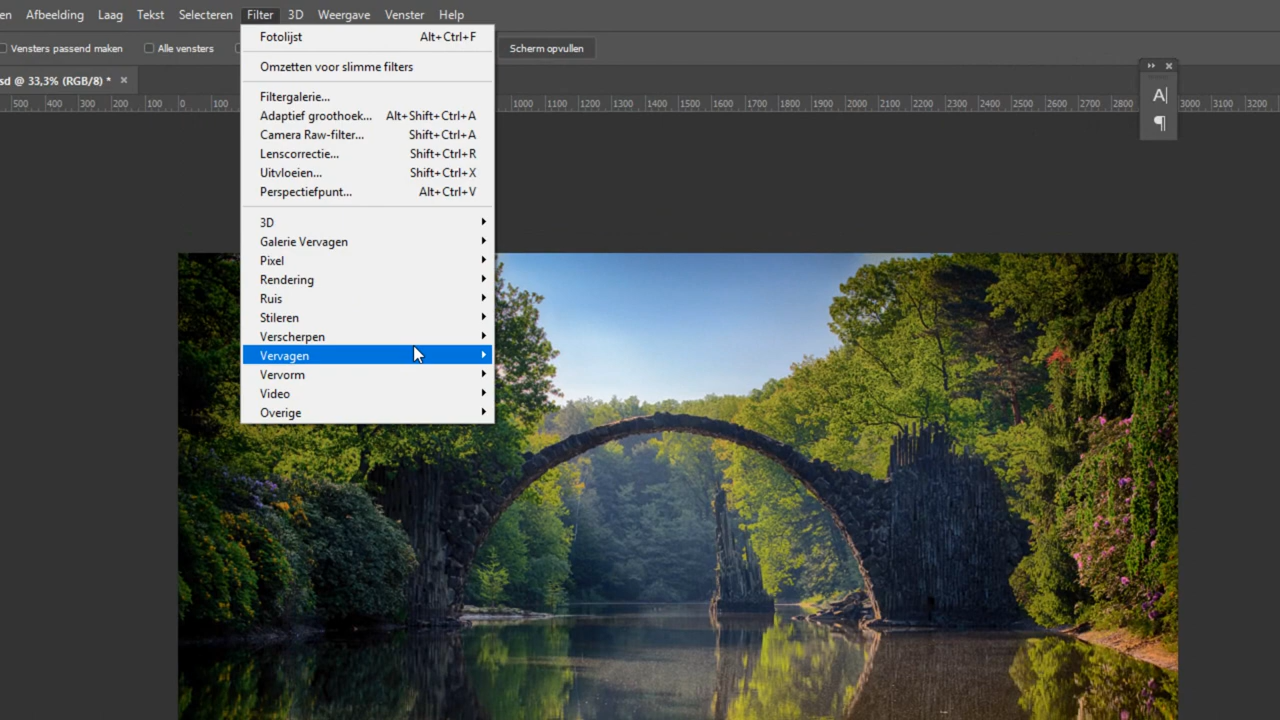 en Afbeelding Laag Tekst Selecteren Filter 3D Weergave Venster Help
Vensters passend maken Alle vensters Scherm opvullen
sd @ 33,3% (RGB/8) * ×
500 400 300 200 100 0 100 1000 1100 1200 1300 1400 1500 1600 1700 1800 1900 2000 2100 2200 2300 2400 2500 2600 2700 2800 3000 3100 3200
Fotolijst Alt+Ctrl+F
Omzetten voor slimme filters
Filtergalerie...
Adaptief groothoek... Alt+Shift+Ctrl+A
Camera Raw-filter... Shift+Ctrl+A
Lenscorrectie... Shift+Ctrl+R
Uitvloeien... Shift+Ctrl+X
Perspectiefpunt... Alt+Ctrl+V
3D
Galerie Vervagen
Pixel
Rendering
Ruis
Stileren
Verscherpen
Vervagen
Vervorm
Video
Overige
A|
¶